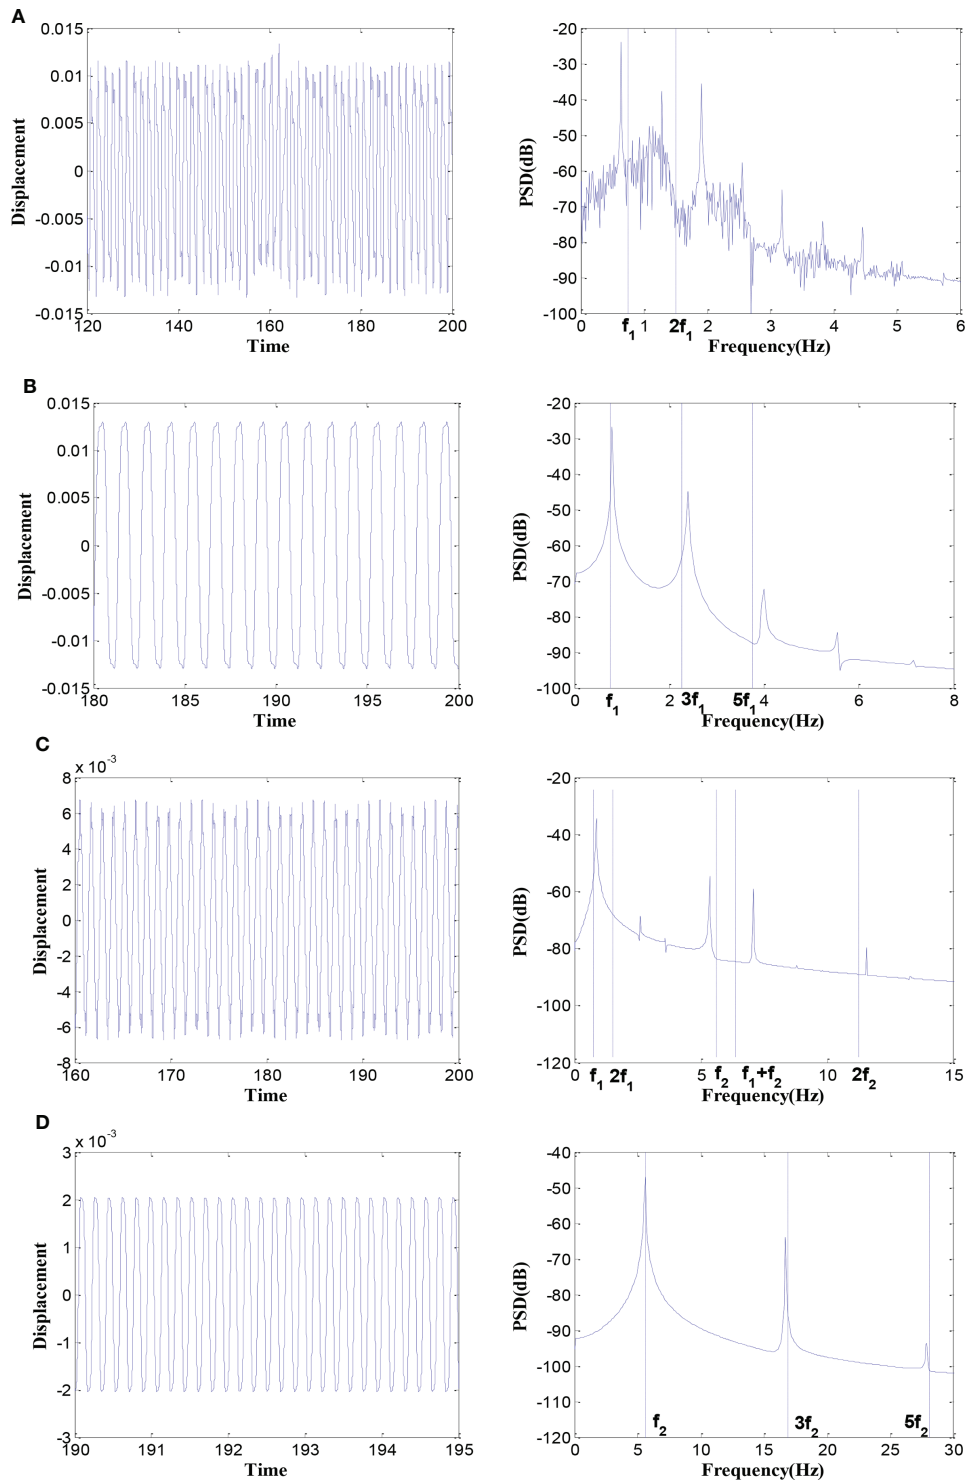 A
0.015
0.01
0.005
0
-0.005
-0.01
-0.015
120 140 160 180 200
Displacement
Time
-20
-30
-40
-50
-60
-70
-80
-90
-100
0 f1 1 2f1 2 3 4 5 6
PSD(dB)
Frequency(Hz)
B
0.015
0.01
0.005
0
-0.005
-0.01
-0.015
180 185 190 195 200
Displacement
Time
-20
-30
-40
-50
-60
-70
-80
-90
-100
0 f1 2 3f1 5f1 4 6 8
PSD(dB)
Frequency(Hz)
C
x 10-3
8
6
4
2
0
-2
-4
-6
-8
160 170 180 190 200
Displacement
Time
-20
-40
-60
-80
-100
-120
0 f1 2f1 5 f2 f1+f2 10 2f2 15
PSD(dB)
Frequency(Hz)
D
x 10-3
3
2
1
0
-1
-2
-3
190 191 192 193 194 195
Displacement
Time
-40
-50
-60
-70
-80
-90
-100
-110
-120
f2 3f2 5f2
0 5 10 15 20 25 30
PSD(dB)
Frequency(Hz)